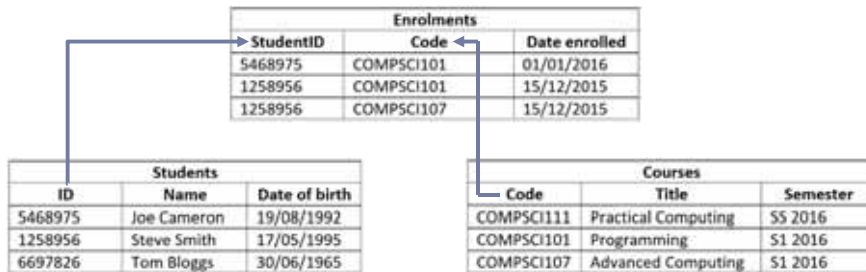 Enrolments
StudentID Code Date enrolled
5468975 COMPSCI101 01/01/2016
1258956 COMPSCI101 15/12/2015
1258956 COMPSCI107 15/12/2015
Students
ID Name Date of birth
5468975 Joe Cameron 19/08/1992
1258956 Steve Smith 17/05/1995
6697826 Tom Bloggs 30/06/1965
Courses
Code Title Semester
COMPSCI111 Practical Computing SS 2016
COMPSCI101 Programming S1 2016
COMPSCI107 Advanced Computing S1 2016